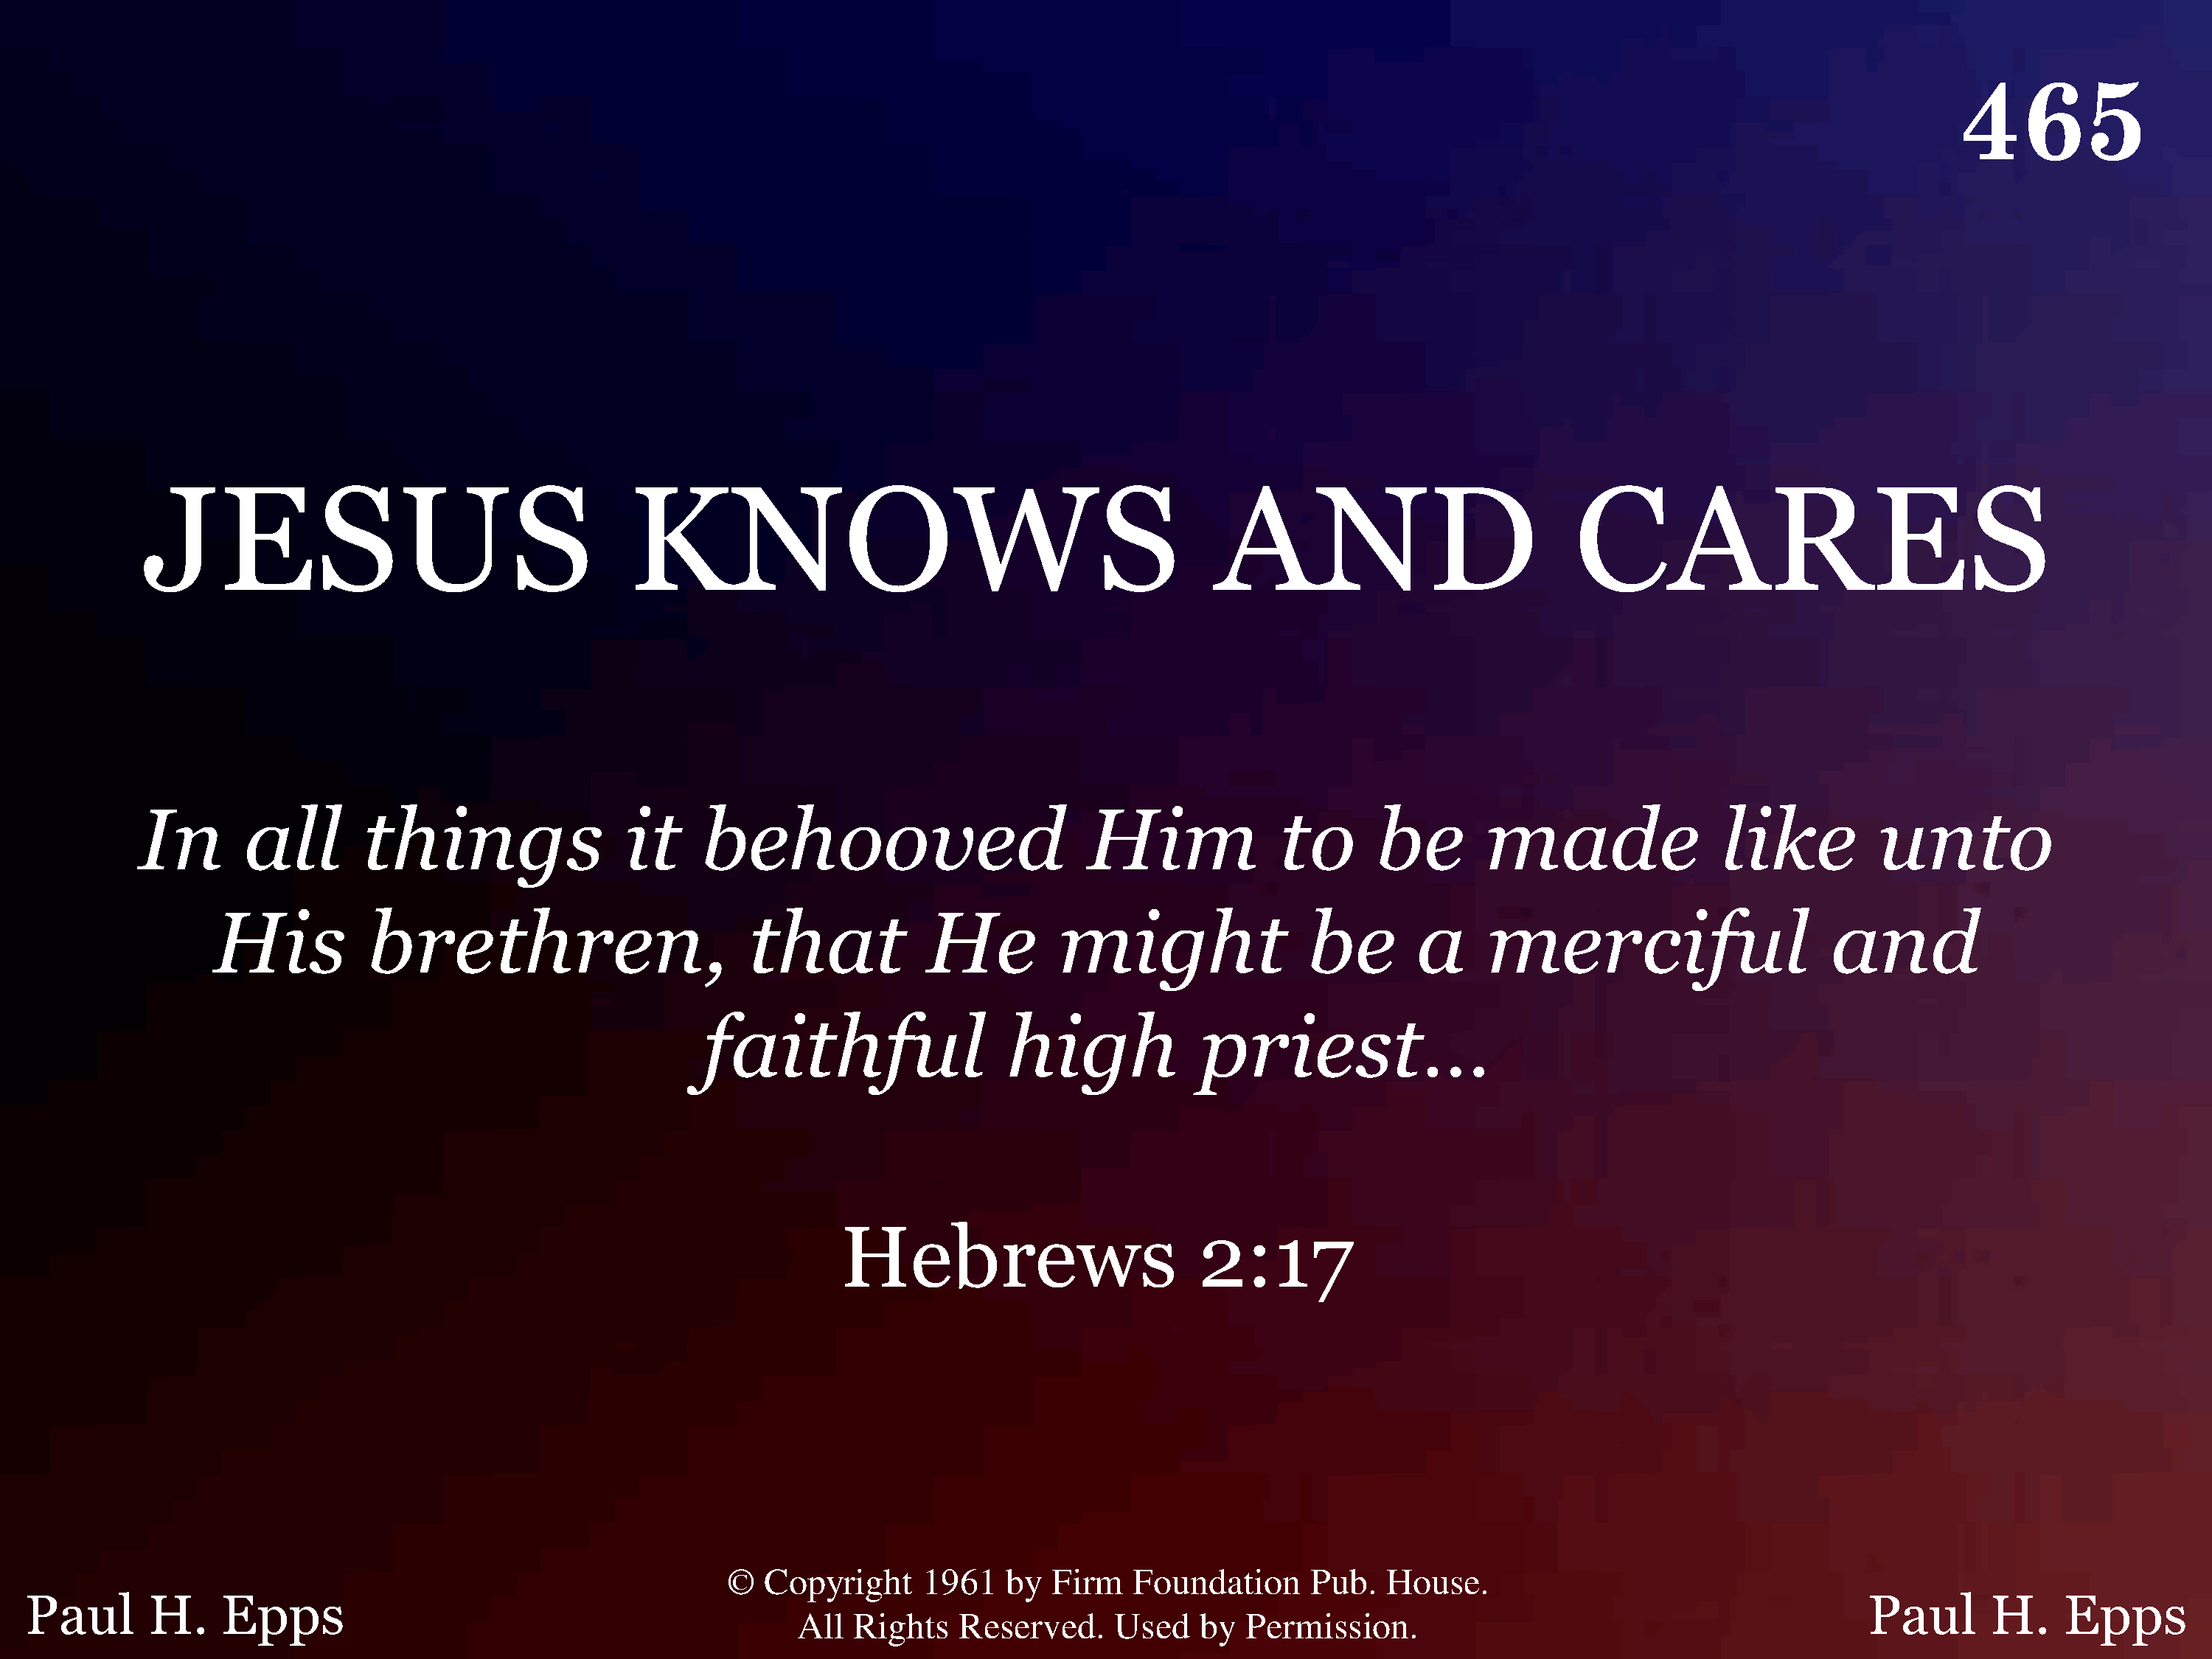 465
JESUS KNOWS AND CARES
In all things it behooved Him to be made like unto
His brethren, that He might be a merciful and
faithful high priest…
Hebrews 2:17
© Copyright 1961 by Firm Foundation Pub. House.
All Rights Reserved. Used by Permission.
Paul H. Epps
Paul H. Epps